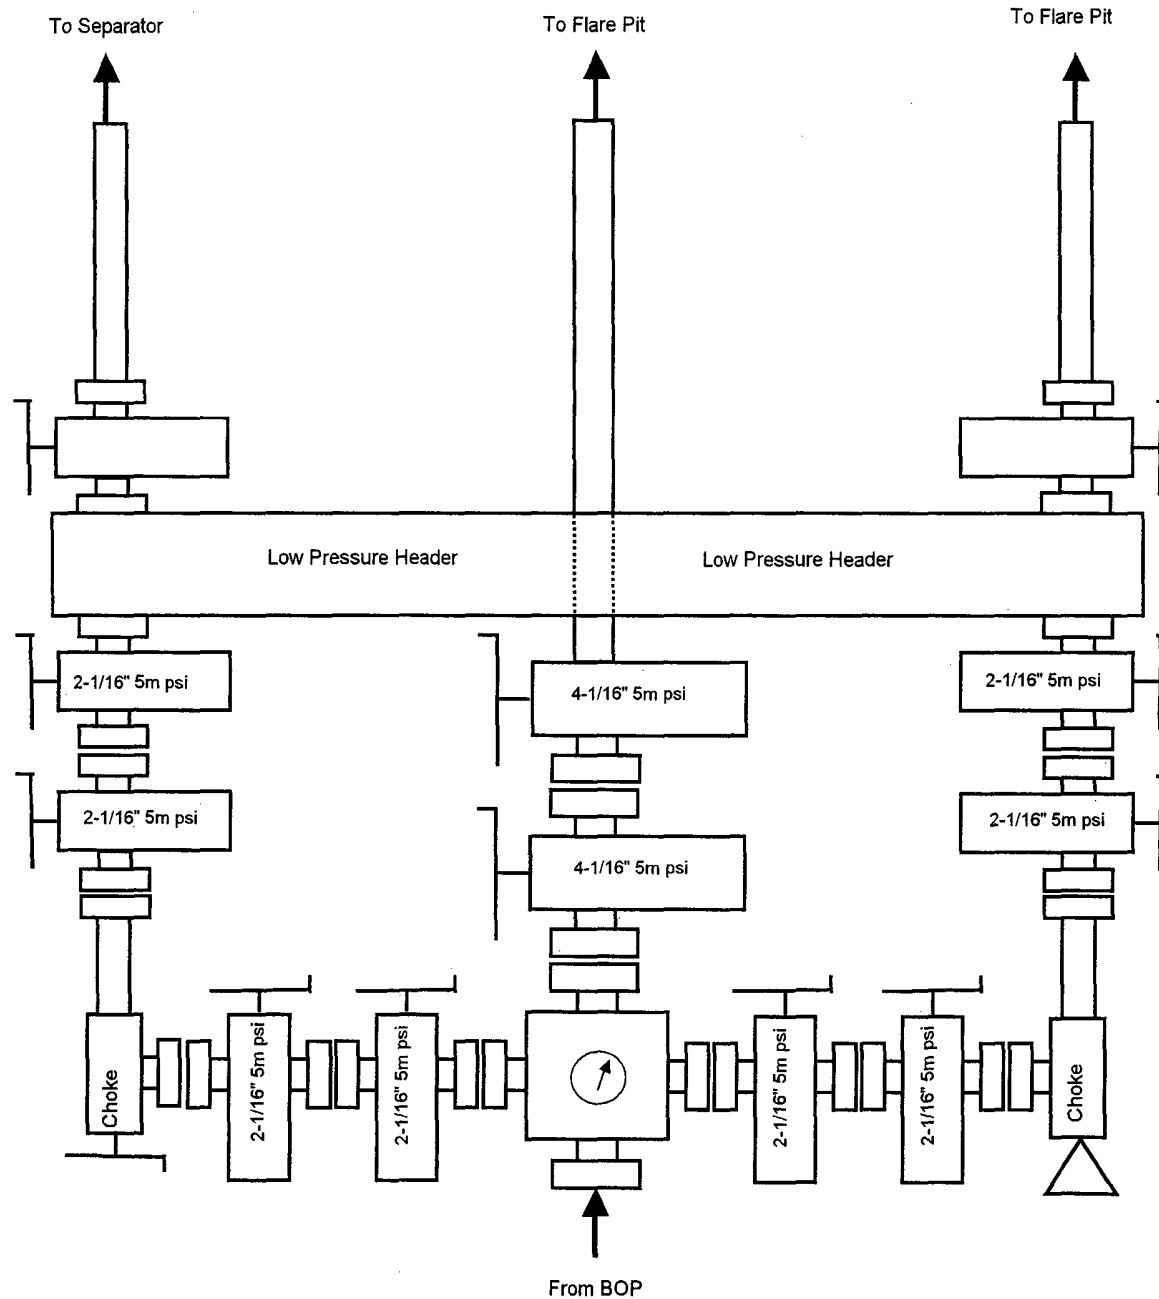 To Separator
To Flare Pit
To Flare Pit
Low Pressure Header
Low Pressure Header
2-1/16" 5m psi
4-1/16" 5m psi
2-1/16" 5m psi
2-1/16" 5m psi
4-1/16" 5m psi
2-1/16" 5m psi
Choke
2-1/16" 5m psi
2-1/16" 5m psi
2-1/16" 5m psi
2-1/16" 5m psi
Choke
From BOP